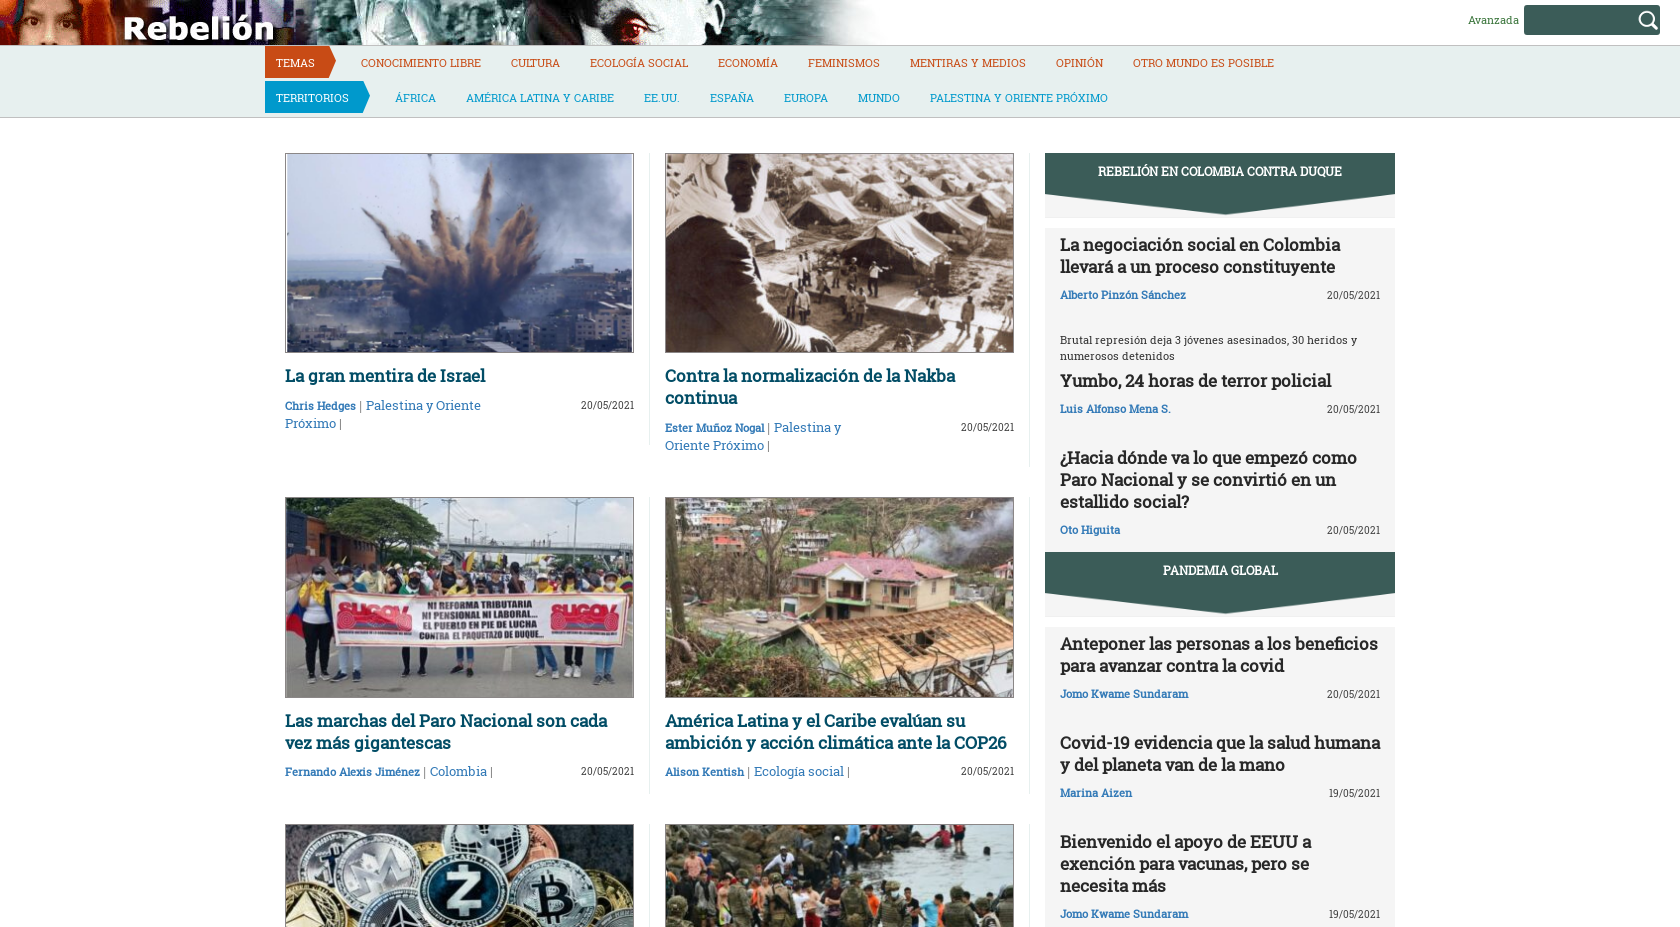 Rebelión
Avanzada
TEMAS CONOCIMIENTO LIBRE CULTURA ECOLOGÍA SOCIAL ECONOMÍA FEMINISMOS MENTIRAS Y MEDIOS OPINIÓN OTRO MUNDO ES POSIBLE
TERRITORIOS ÁFRICA AMÉRICA LATINA Y CARIBE EE.UU. ESPAÑA EUROPA MUNDO PALESTINA Y ORIENTE PRÓXIMO
La gran mentira de Israel
Chris Hedges | Palestina y Oriente 20/05/2021
Próximo |
Contra la normalización de la Nakba
continua
Ester Muñoz Nogal | Palestina y 20/05/2021
Oriente Próximo |
NI REFORMA TRIBUTARIA
NI PENSIONAL NI LABORAL...
EL PUEBLO EN PIE DE LUCHA
CONTRA EL PAQUETAZO DE DUQUE...
Las marchas del Paro Nacional son cada
vez más gigantescas
Fernando Alexis Jiménez | Colombia | 20/05/2021
América Latina y el Caribe evalúan su
ambición y acción climática ante la COP26
Alison Kentish | Ecología social | 20/05/2021
REBELIÓN EN COLOMBIA CONTRA DUQUE
La negociación social en Colombia
llevará a un proceso constituyente
Alberto Pinzón Sánchez 20/05/2021
Brutal represión deja 3 jóvenes asesinados, 30 heridos y
numerosos detenidos
Yumbo, 24 horas de terror policial
Luis Alfonso Mena S. 20/05/2021
¿Hacia dónde va lo que empezó como
Paro Nacional y se convirtió en un
estallido social?
Oto Higuita 20/05/2021
PANDEMIA GLOBAL
Anteponer las personas a los beneficios
para avanzar contra la covid
Jomo Kwame Sundaram 20/05/2021
Covid-19 evidencia que la salud humana
y del planeta van de la mano
Marina Aizen 19/05/2021
Bienvenido el apoyo de EEUU a
exención para vacunas, pero se
necesita más
Jomo Kwame Sundaram 19/05/2021